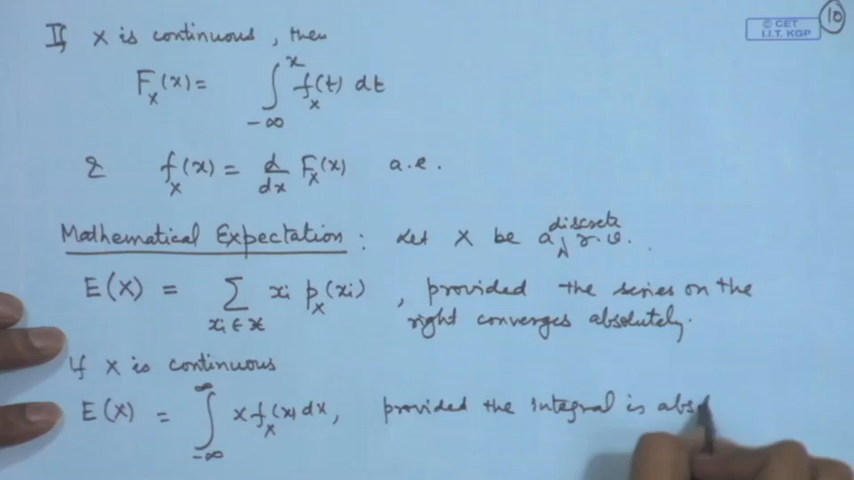 10
© CET
I.I.T. KGP
If X is continuous, then
F_X(x) = ∫_{-∞}^{x} f_X(t) dt
& f_X(x) = d/dx F_X(x) a.e.
Mathematical Expectation : Let X be a discrete r.v..
E(X) = ∑_{x_i ∈ 𝒳} x_i p_X(x_i) , provided the series on the
right converges absolutely.
If X is continuous
E(X) = ∫_{-∞}^{∞} x f_X(x) dx, provided the integral is abs